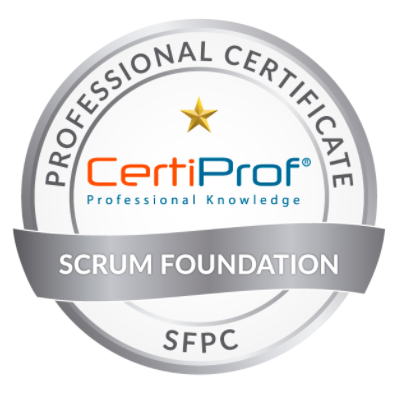 PROFESSIONAL CERTIFICATE
CertiProf®
Professional Knowledge
SCRUM FOUNDATION
SFPC